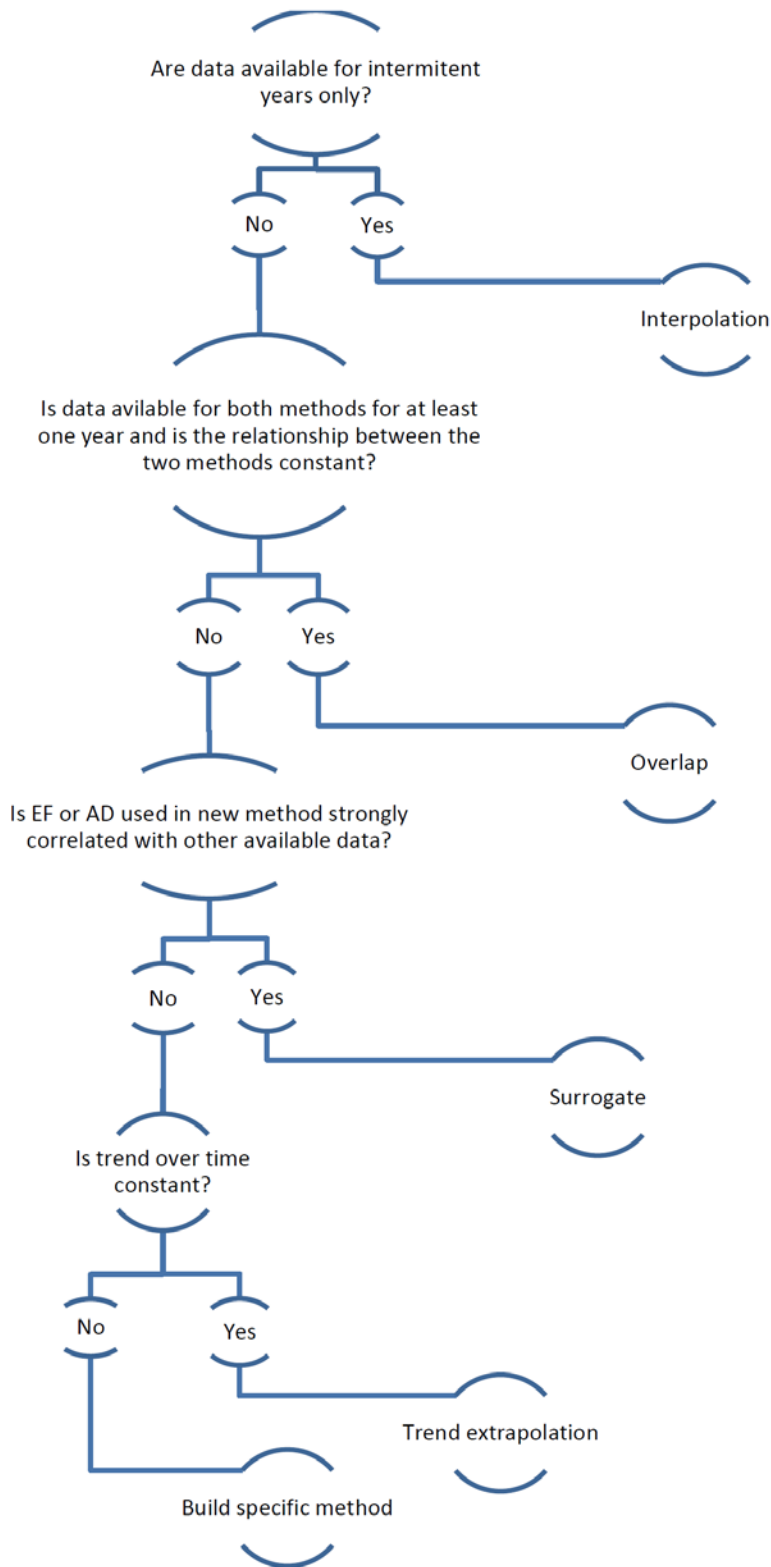 Are data available for intermitent
years only?
No
Yes
Interpolation
Is data avilable for both methods for at least
one year and is the relationship between the
two methods constant?
No
Yes
Overlap
Is EF or AD used in new method strongly
correlated with other available data?
No
Yes
Surrogate
Is trend over time
constant?
No
Yes
Trend extrapolation
Build specific method